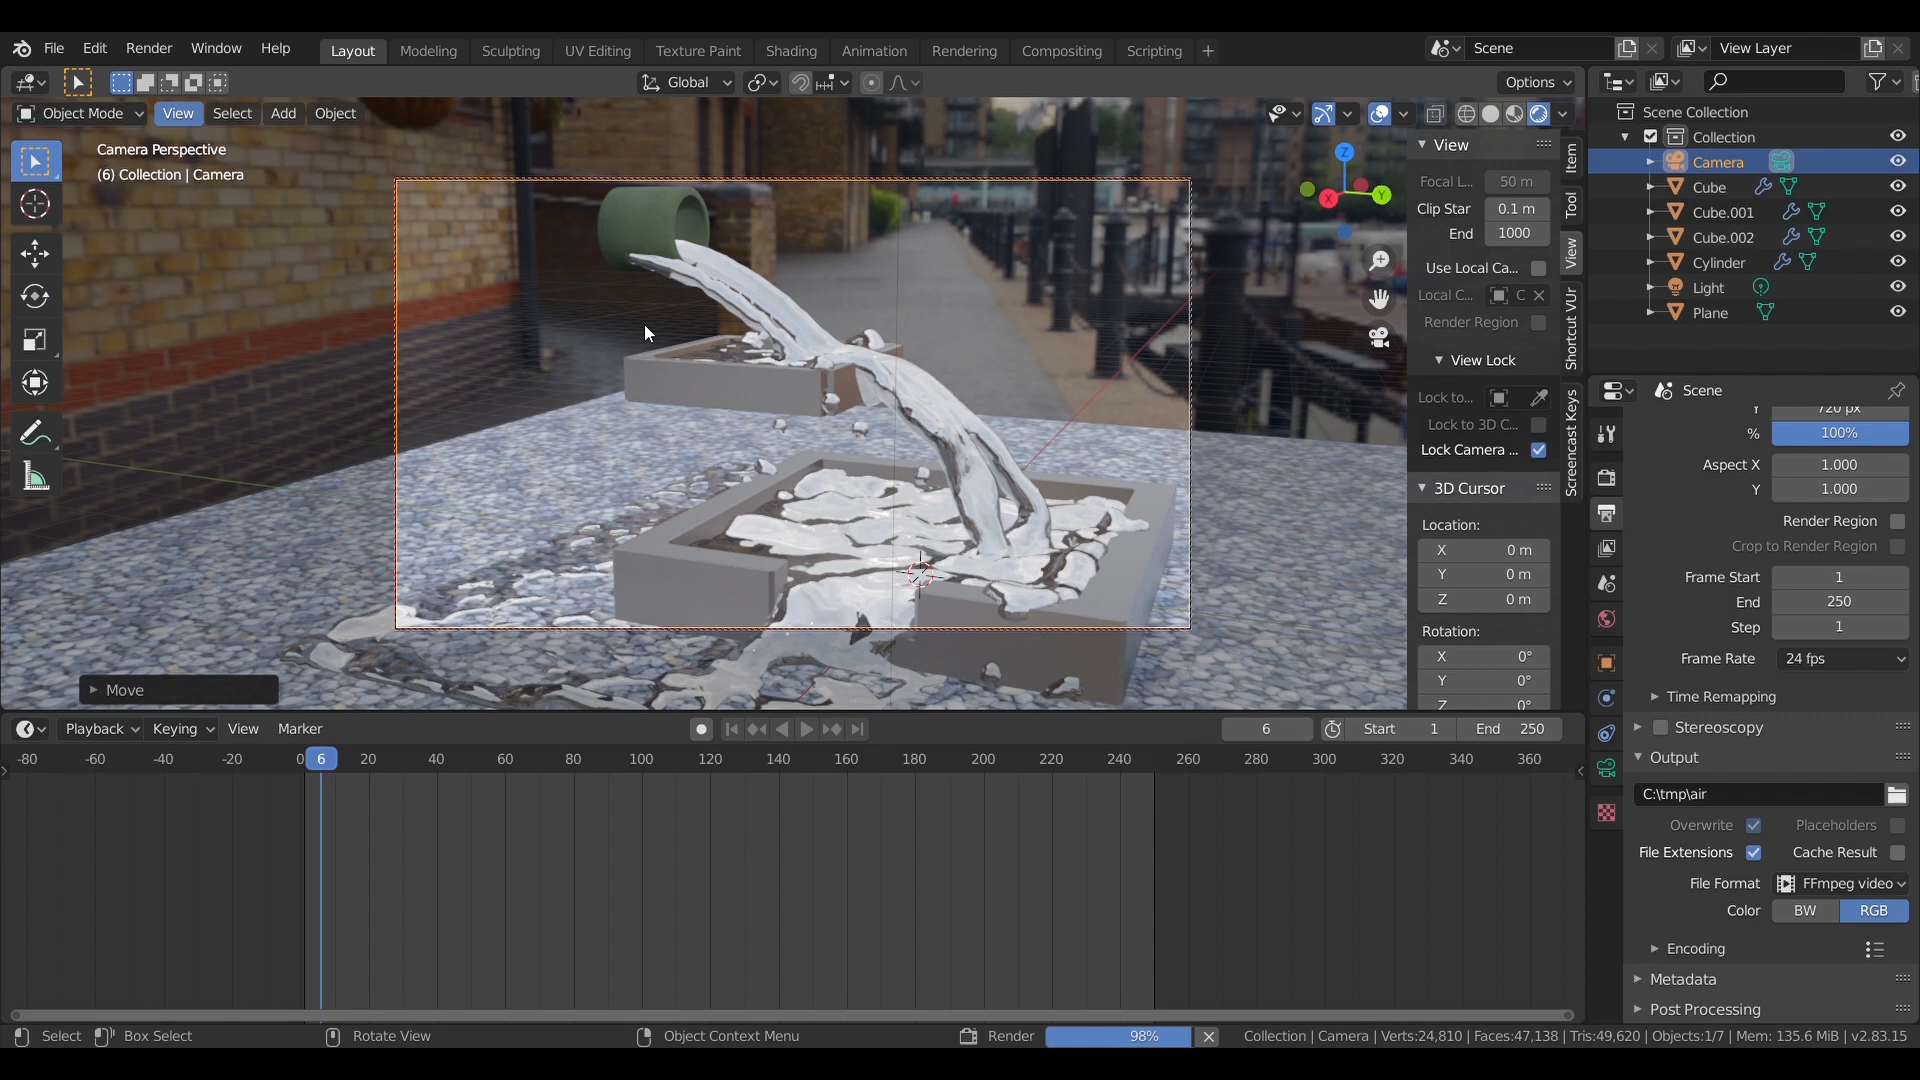 File Edit Render Window Help
Layout Modeling Sculpting UV Editing Texture Paint Shading Animation Rendering Compositing Scripting +
Scene
View Layer
Global
Options
Object Mode View Select Add Object
Camera Perspective
(6) Collection | Camera
Z
X
Y
Move
View
Focal L... 50 m
Clip Star 0.1 m
End 1000
Use Local Ca...
Local C... C
Render Region
View Lock
Lock to...
Lock to 3D C...
Lock Camera ...
3D Cursor
Location:
X 0 m
Y 0 m
Z 0 m
Rotation:
X 0°
Y 0°
Z 0°
Item
Tool
View
Shortcut VUr
Screencast Keys
Scene Collection
Collection
Camera
Cube
Cube.001
Cube.002
Cylinder
Light
Plane
Scene
Y 720 px
% 100%
Aspect X 1.000
Y 1.000
Render Region
Crop to Render Region
Frame Start 1
End 250
Step 1
Frame Rate 24 fps
Time Remapping
Stereoscopy
Output
C:\tmp\air
Overwrite Placeholders
File Extensions Cache Result
File Format FFmpeg video
Color BW RGB
Encoding
Metadata
Post Processing
Playback Keying View Marker
6 Start 1 End 250
-80 -60 -40 -20 0 6 20 40 60 80 100 120 140 160 180 200 220 240 260 280 300 320 340 360
Select Box Select Rotate View Object Context Menu Render 98% Collection | Camera | Verts:24,810 | Faces:47,138 | Tris:49,620 | Objects:1/7 | Mem: 135.6 MiB | v2.83.15